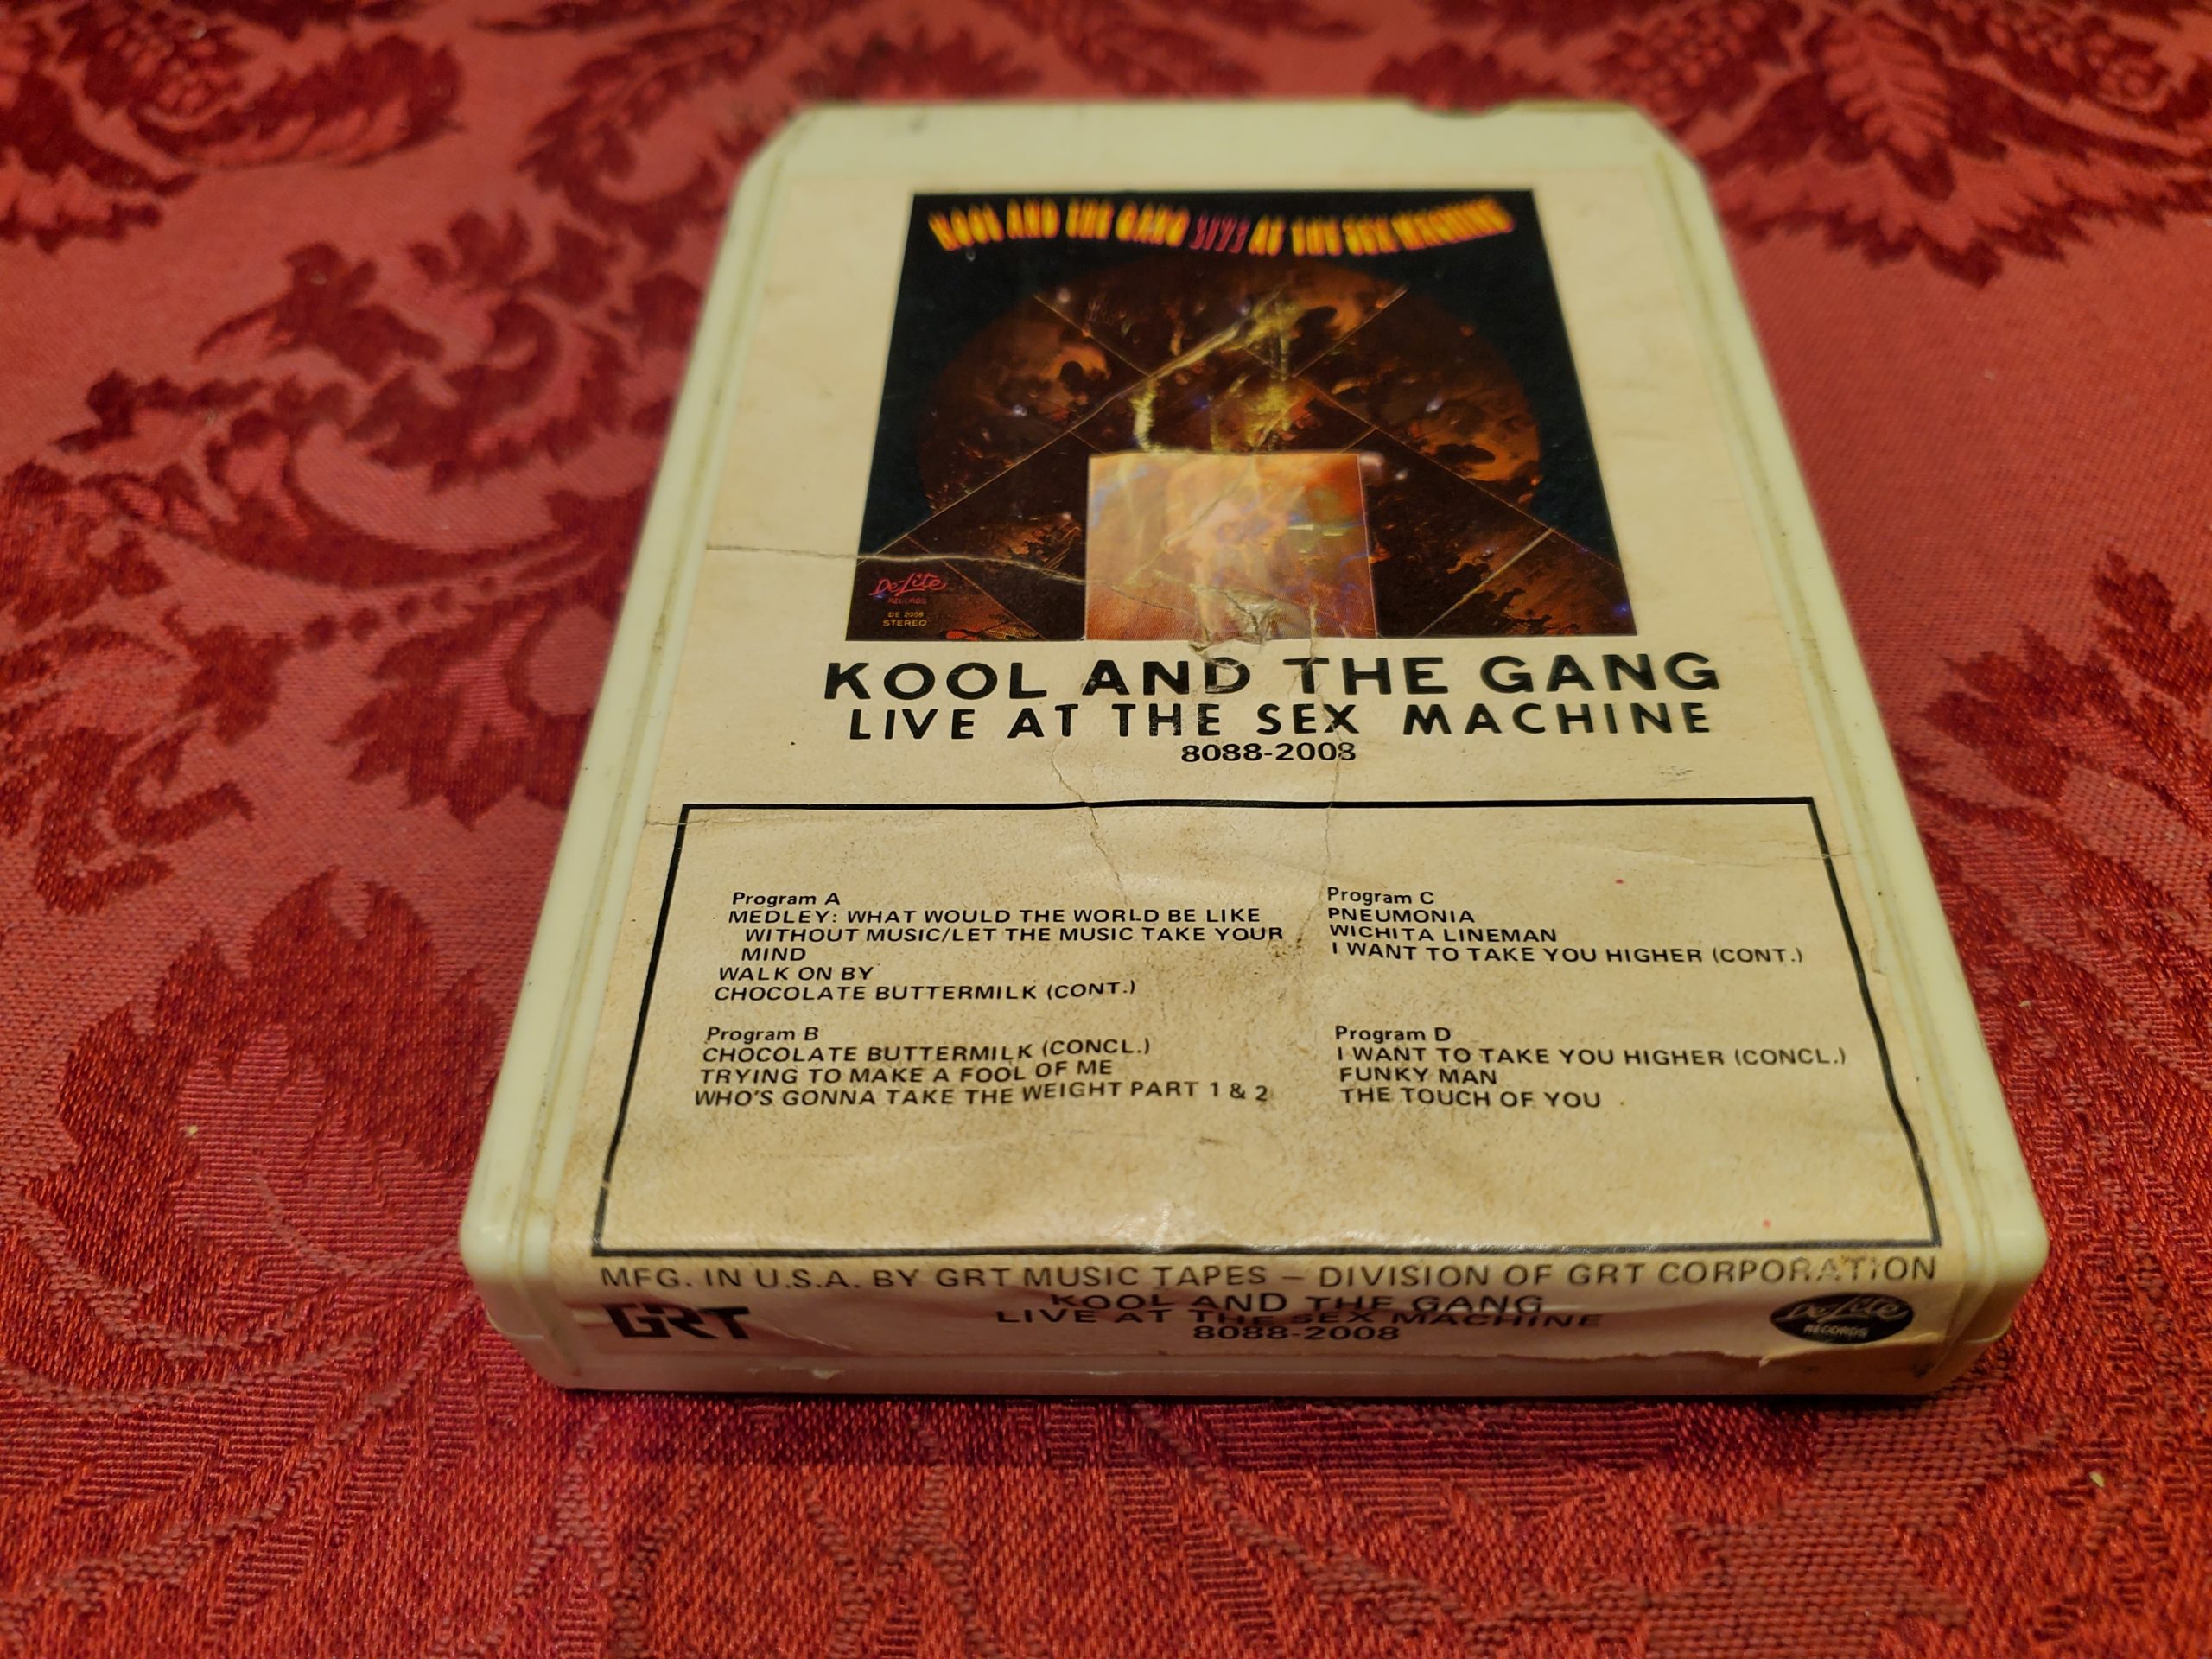 KOOL AND THE GANG LIVE AT THE SEX MACHINE
De-Lite
RECORDS
DE 2008
STEREO
KOOL AND THE GANG
LIVE AT THE SEX MACHINE
8088-2008
Program A
MEDLEY: WHAT WOULD THE WORLD BE LIKE
WITHOUT MUSIC/LET THE MUSIC TAKE YOUR
MIND
WALK ON BY
CHOCOLATE BUTTERMILK (CONT.)
Program B
CHOCOLATE BUTTERMILK (CONCL.)
TRYING TO MAKE A FOOL OF ME
WHO'S GONNA TAKE THE WEIGHT PART 1 & 2
Program C
PNEUMONIA
WICHITA LINEMAN
I WANT TO TAKE YOU HIGHER (CONT.)
Program D
I WANT TO TAKE YOU HIGHER (CONCL.)
FUNKY MAN
THE TOUCH OF YOU
MFG. IN U.S.A. BY GRT MUSIC TAPES – DIVISION OF GRT CORPORATION
GRT
KOOL AND THE GANG
LIVE AT THE SEX MACHINE
8088-2008
De-Lite
RECORDS